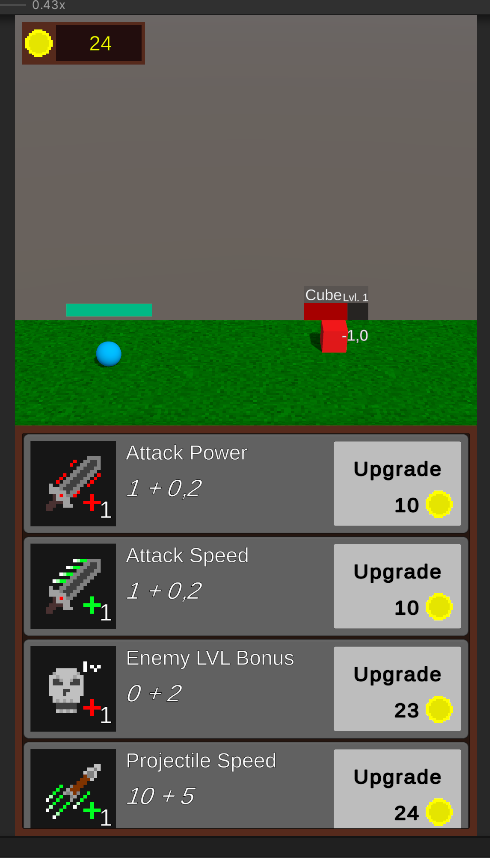 0.43x
24
Cube Lvl. 1
-1,0
Attack Power
1 + 0,2
+1
Upgrade
10
Attack Speed
1 + 0,2
+1
Upgrade
10
Enemy LVL Bonus
0 + 2
+1
Upgrade
23
Projectile Speed
10 + 5
+1
Upgrade
24